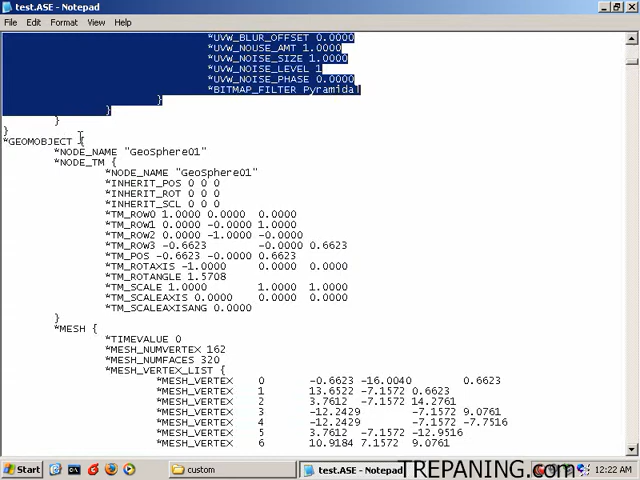 test.ASE - Notepad
File Edit Format View Help
*UVW_BLUR_OFFSET 0.0000
*UVW_NOUSE_AMT 1.0000
*UVW_NOISE_SIZE 1.0000
*UVW_NOISE_LEVEL 1
*UVW_NOISE_PHASE 0.0000
*BITMAP_FILTER Pyramidal
}
}
}
}
*GEOMOBJECT {
*NODE_NAME "GeoSphere01"
*NODE_TM {
*NODE_NAME "GeoSphere01"
*INHERIT_POS 0 0 0
*INHERIT_ROT 0 0 0
*INHERIT_SCL 0 0 0
*TM_ROW0 1.0000 0.0000 0.0000
*TM_ROW1 0.0000 -0.0000 1.0000
*TM_ROW2 0.0000 -1.0000 -0.0000
*TM_ROW3 -0.6623 -0.0000 0.6623
*TM_POS -0.6623 -0.0000 0.6623
*TM_ROTAXIS -1.0000 0.0000 0.0000
*TM_ROTANGLE 1.5708
*TM_SCALE 1.0000 1.0000 1.0000
*TM_SCALEAXIS 0.0000 0.0000 0.0000
*TM_SCALEAXISANG 0.0000
}
*MESH {
*TIMEVALUE 0
*MESH_NUMVERTEX 162
*MESH_NUMFACES 320
*MESH_VERTEX_LIST {
*MESH_VERTEX 0 -0.6623 -16.0040 0.6623
*MESH_VERTEX 1 13.6522 -7.1572 0.6623
*MESH_VERTEX 2 3.7612 -7.1572 14.2761
*MESH_VERTEX 3 -12.2429 -7.1572 9.0761
*MESH_VERTEX 4 -12.2429 -7.1572 -7.7516
*MESH_VERTEX 5 3.7612 -7.1572 -12.9516
*MESH_VERTEX 6 10.9184 7.1572 9.0761
Start custom test.ASE - Notepad 12:22 AM
TREPANING.com